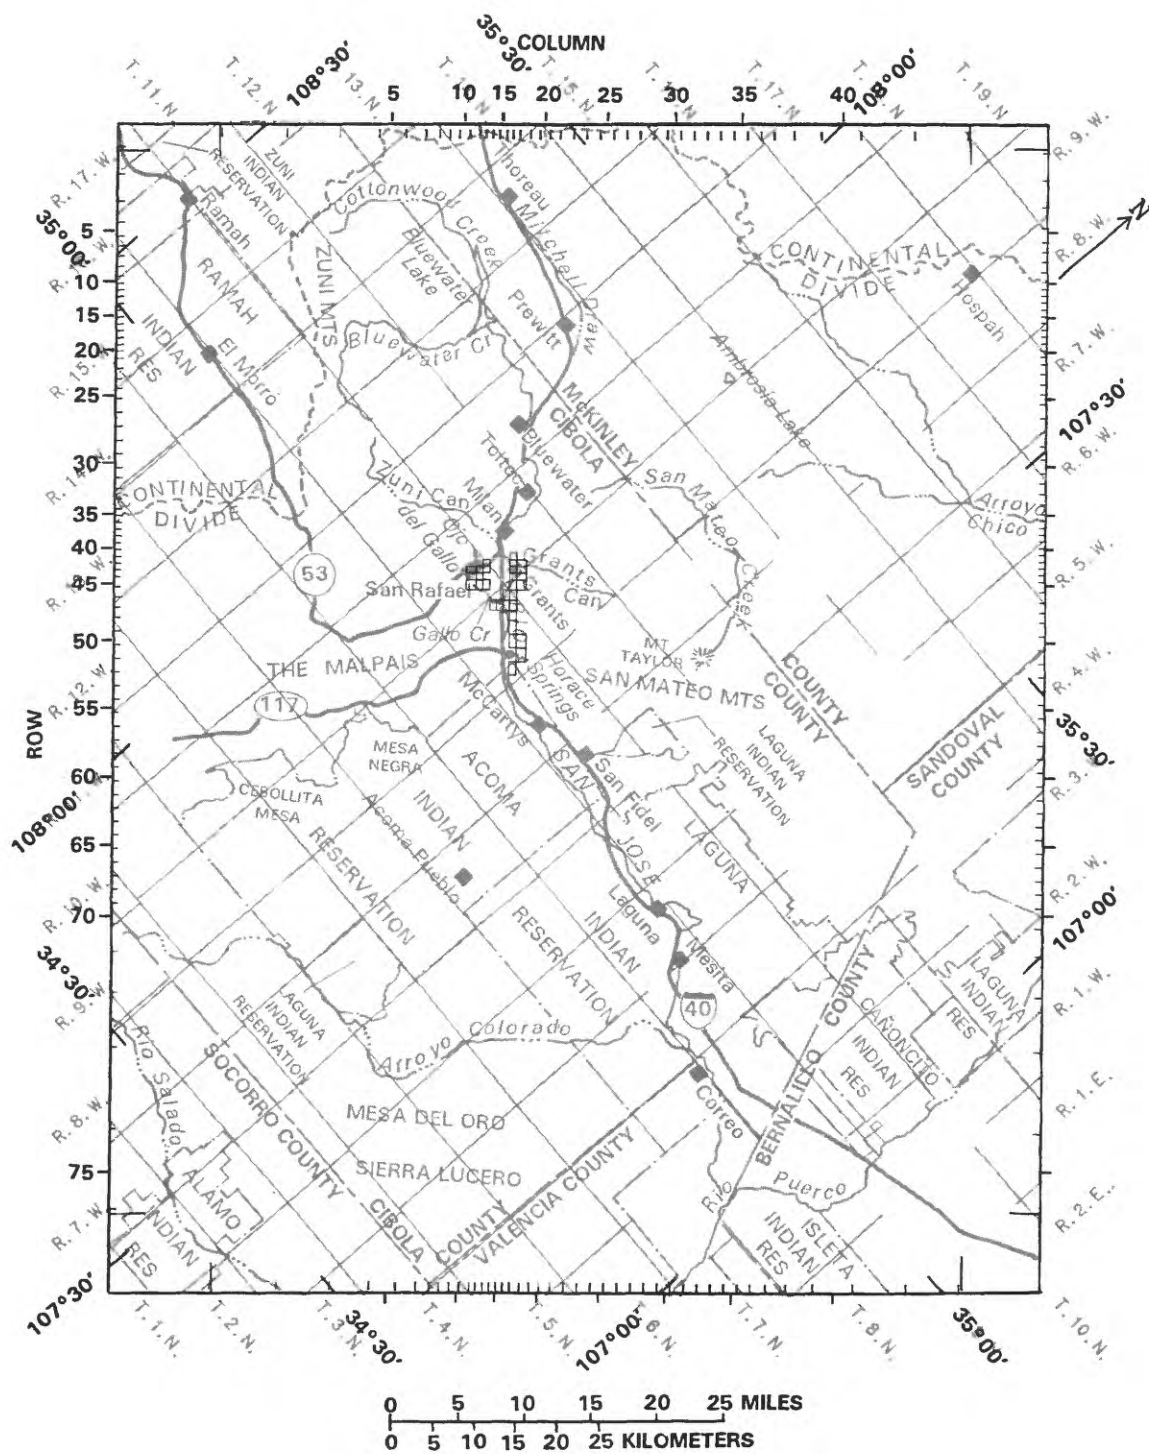 35°30'
COLUMN
108°30'
108°00'
T. 11. N
T. 12. N
13. N
T. 15. N
T. 19. N
5 10 15 20 25 30 35 40
R. 17. W.
R. 9. W.
R. 8. W.
R. 7. W.
R. 6. W.
R. 5. W.
R. 4. W.
R. 3.
R. 2. W.
R. 1. W.
R. 1. E.
R. 2. E.
N
35°00'
107°30'
35°30'
107°00'
R. 15. W.
R. 14. W.
R. 12. W
R. 10. W
R. 9. W
R. 8. W.
R. 7. W
108°00'
34°30'
ROW
5
10
15
20
25
30
35
40
45
50
55
60
65
70
75
ZUNI
INDIAN
RESERVATION
Ramah
RAMAH
INDIAN
RES
El Morro
ZUNI MTS
Cottonwood Creek
Bluewater
Lake
Bluewater Cr
Thoreau
Mitchell Draw
Prewitt
CONTINENTAL
DIVIDE
Hospah
Ambrosia Lake
McKINLEY
CIBOLA
Bluewater
Toltec
Milan
Zuni Can
Ojo
del Gallo
San Mateo
Creek
Arroyo
Chico
CONTINENTAL
DIVIDE
53
San Rafael
Grants
Can
Grants
Gallo Cr
MT
TAYLOR
SAN MATEO MTS
THE MALPAIS
117
Horace
Springs
McCartys
COUNTY
COUNTY
SANDOVAL
COUNTY
MESA
NEGRA
CEBOLLITA
MESA
ACOMA
INDIAN
RESERVATION
Acoma Pueblo
SAN
JOSE
San Fidel
LAGUNA
INDIAN
RESERVATION
LAGUNA
INDIAN
RESERVATION
Laguna
Mesita
40
LAGUNA
INDIAN
RES
CAÑONCITO
INDIAN
RES
BERNALILLO COUNTY
Rio
Salado
INDIAN
RESERVATION
Arroyo
Colorado
SOCORRO COUNTY
CIBOLA
COUNTY
VALENCIA COUNTY
MESA DEL ORO
SIERRA LUCERO
Correo
Rio
Puerco
ALAMO
INDIAN
RES
ISLETA
INDIAN
RES
107°30'
34°30'
107°00'
35°00'
T. 1. N.
T. 2. N.
T. 3. N.
T. 4. N.
T. 5. N.
T. 6. N.
T. 7. N.
T. 8. N.
T. 10. N.
0 5 10 15 20 25 MILES
0 5 10 15 20 25 KILOMETERS